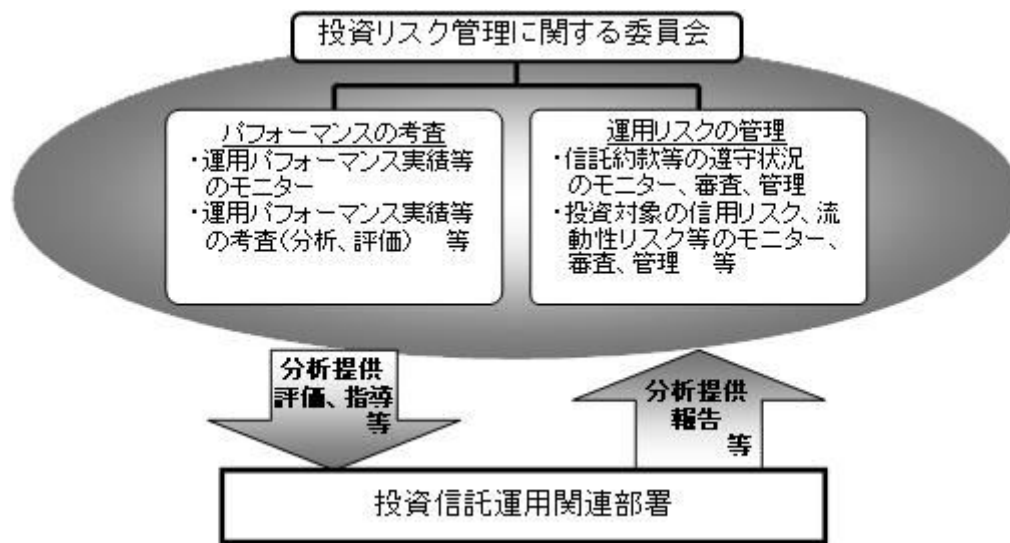 投資リスク管理に関する委員会
パフォーマンスの考査
・運用パフォーマンス実績等
のモニター
・運用パフォーマンス実績等
の考査(分析、評価) 等
運用リスクの管理
・信託約款等の遵守状況
のモニター、審査、管理
・投資対象の信用リスク、流
動性リスク等のモニター、
審査、管理 等
分析提供
評価、指導
等
分析提供
報告
等
投資信託運用関連部署